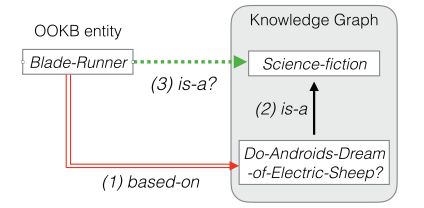 OOKB entity
Knowledge Graph
Blade-Runner
Science-fiction
(3) is-a?
(2) is-a
Do-Androids-Dream
-of-Electric-Sheep?
(1) based-on